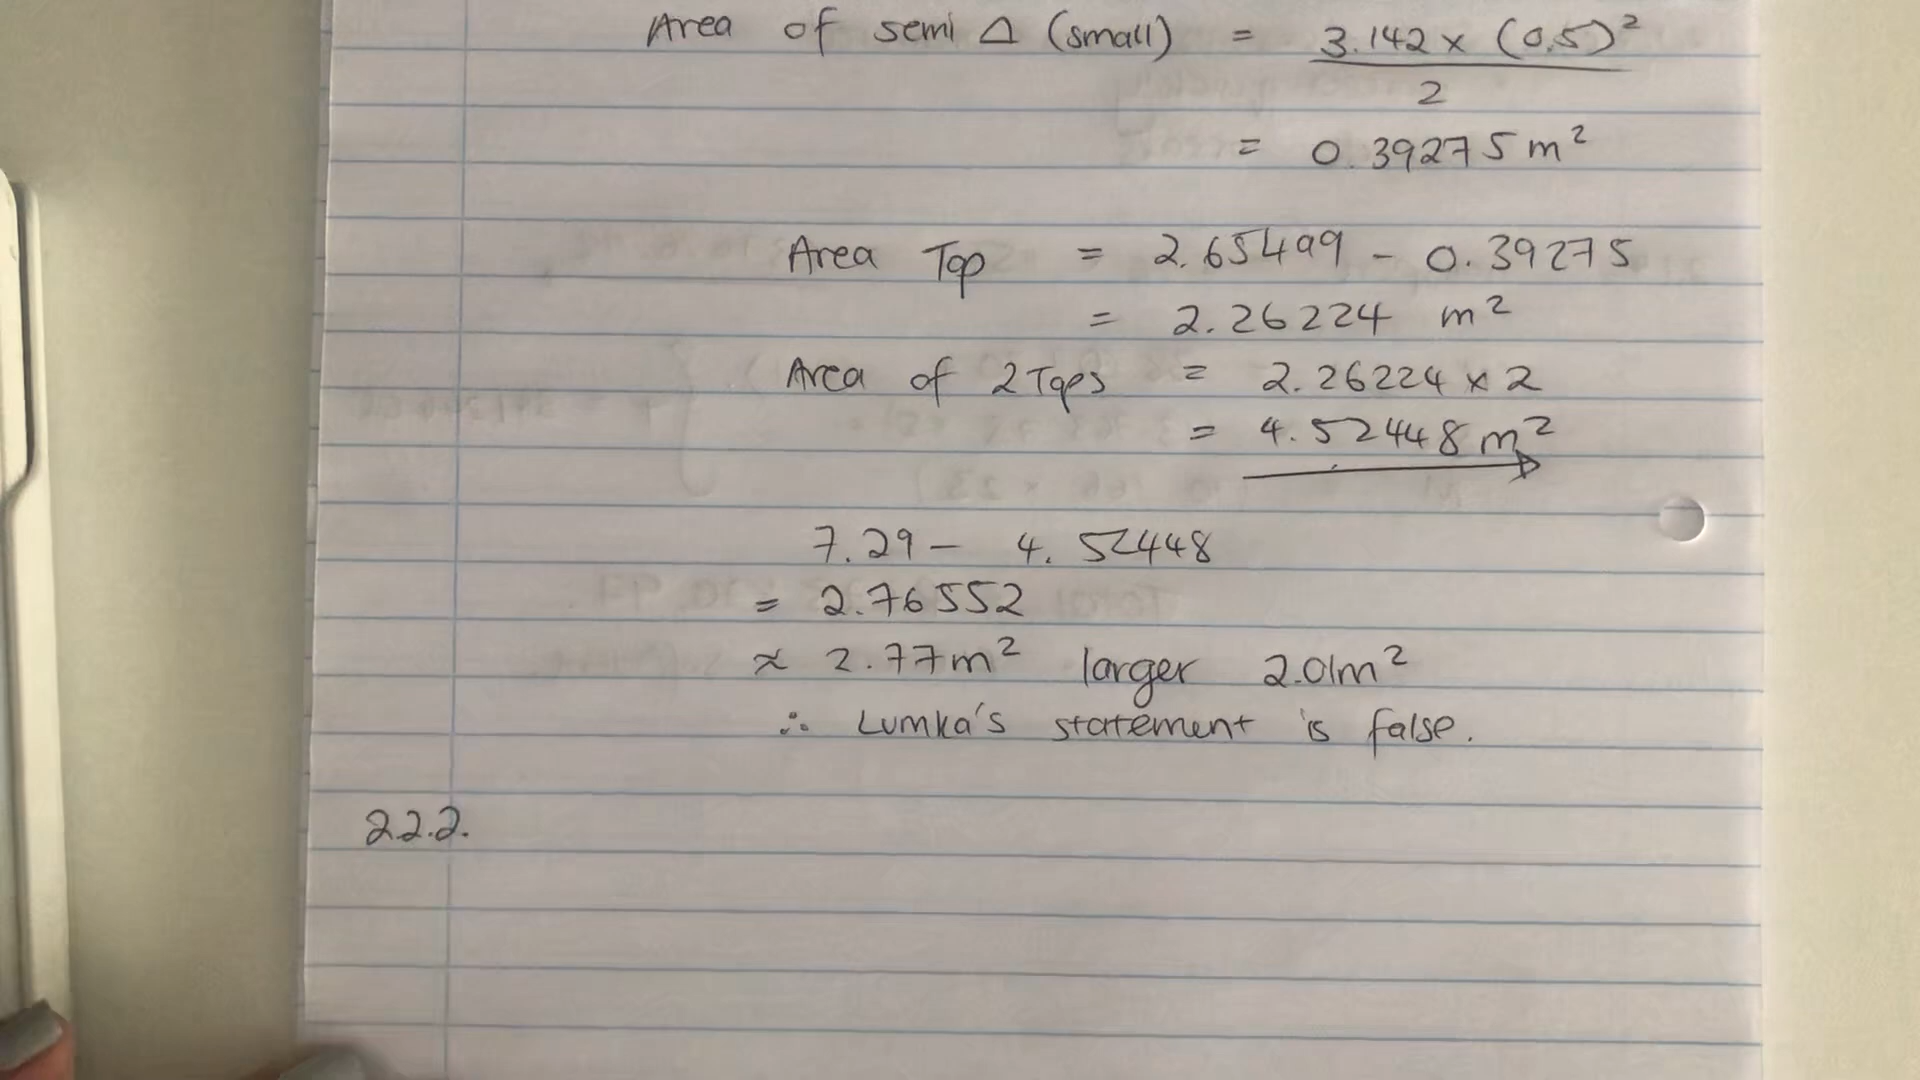 Area of semi △ (small) = 3.142 x (0.5)²
2
= 0.39275 m²
Area Top = 2.65499 - 0.39275
= 2.26224 m²
Area of 2 Tops = 2.26224 x 2
= 4.52448 m²
7.29 - 4.52448
= 2.76552
≈ 2.77m² larger 2.01m²
∴ Lumka's statement is false.
2.2.2.